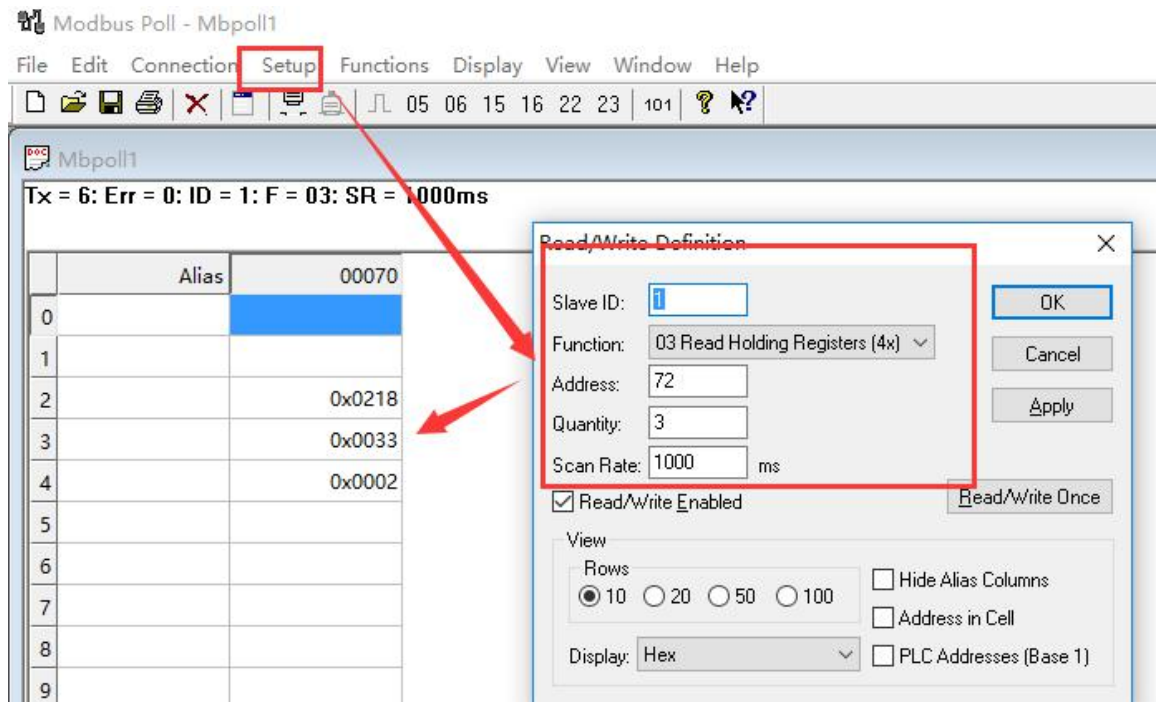 Modbus Poll - Mbpoll1
File Edit Connection Setup Functions Display View Window Help
05 06 15 16 22 23 101
Mbpoll1
Tx = 6: Err = 0: ID = 1: F = 03: SR = 1000ms
Read/Write Definition
Alias 00070
0
1
2 0x0218
3 0x0033
4 0x0002
5
6
7
8
9
Slave ID: 1
OK
Function: 03 Read Holding Registers (4x)
Cancel
Address: 72
Apply
Quantity: 3
Scan Rate: 1000 ms
Read/Write Enabled
Read/Write Once
View
Rows
10 20 50 100
Hide Alias Columns
Address in Cell
Display: Hex
PLC Addresses (Base 1)